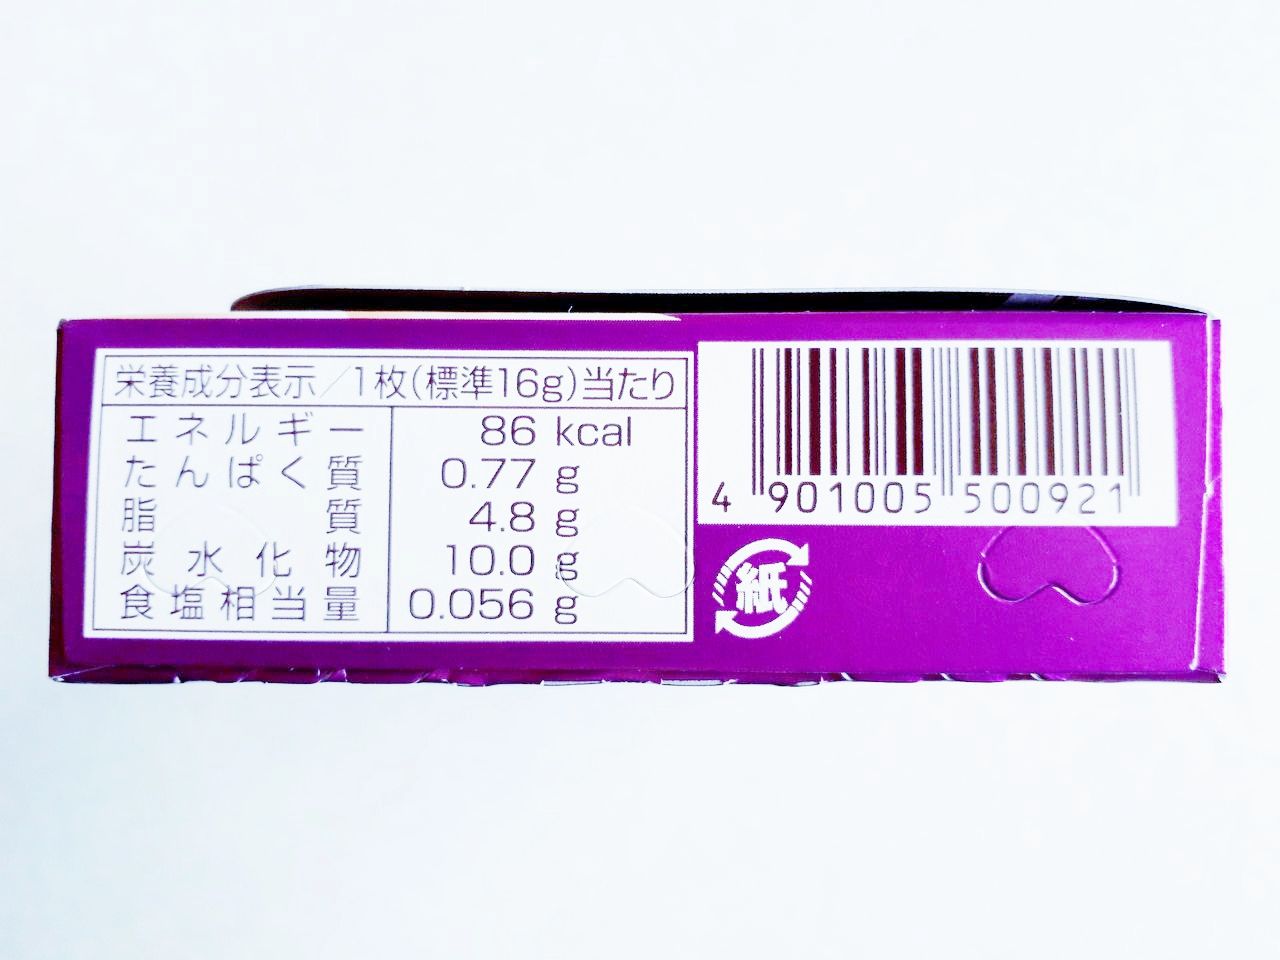 栄養成分表示／1枚(標準16g)当たり
エネルギー 86 kcal
たんぱく質 0.77 g
脂質 4.8 g
炭水化物 10.0 g
食塩相当量 0.056 g
4 901005 500921
紙